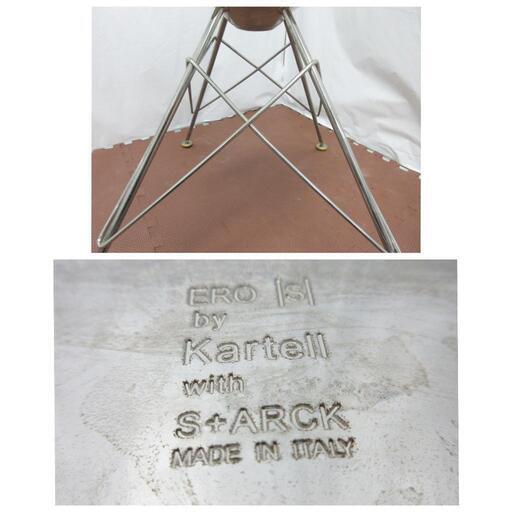 ERO |S|
by
Kartell
with
S+ARCK
MADE IN ITALY